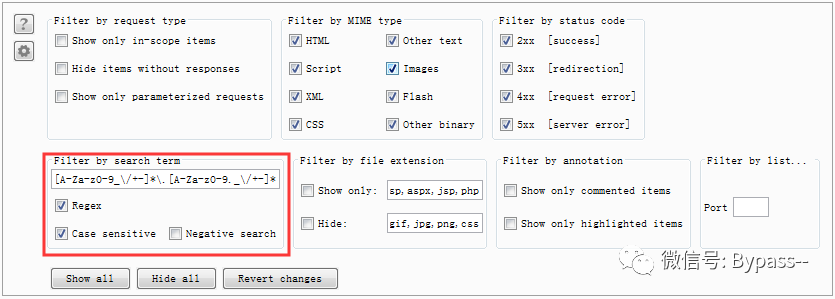 ?
Filter by request type
Show only in-scope items
Hide items without responses
Show only parameterized requests
Filter by MIME type
HTML
Other text
Script
Images
XML
Flash
CSS
Other binary
Filter by status code
2xx [success]
3xx [redirection]
4xx [request error]
5xx [server error]
Filter by search term
[A-Za-z0-9_\/+-]*\.[A-Za-z0-9._\/+-]*
Regex
Case sensitive
Negative search
Filter by file extension
Show only:
sp,aspx,jsp,php
Hide:
gif,jpg,png,css
Filter by annotation
Show only commented items
Show only highlighted items
Filter by list...
Port
Show all
Hide all
Revert changes
微信号: Bypass--